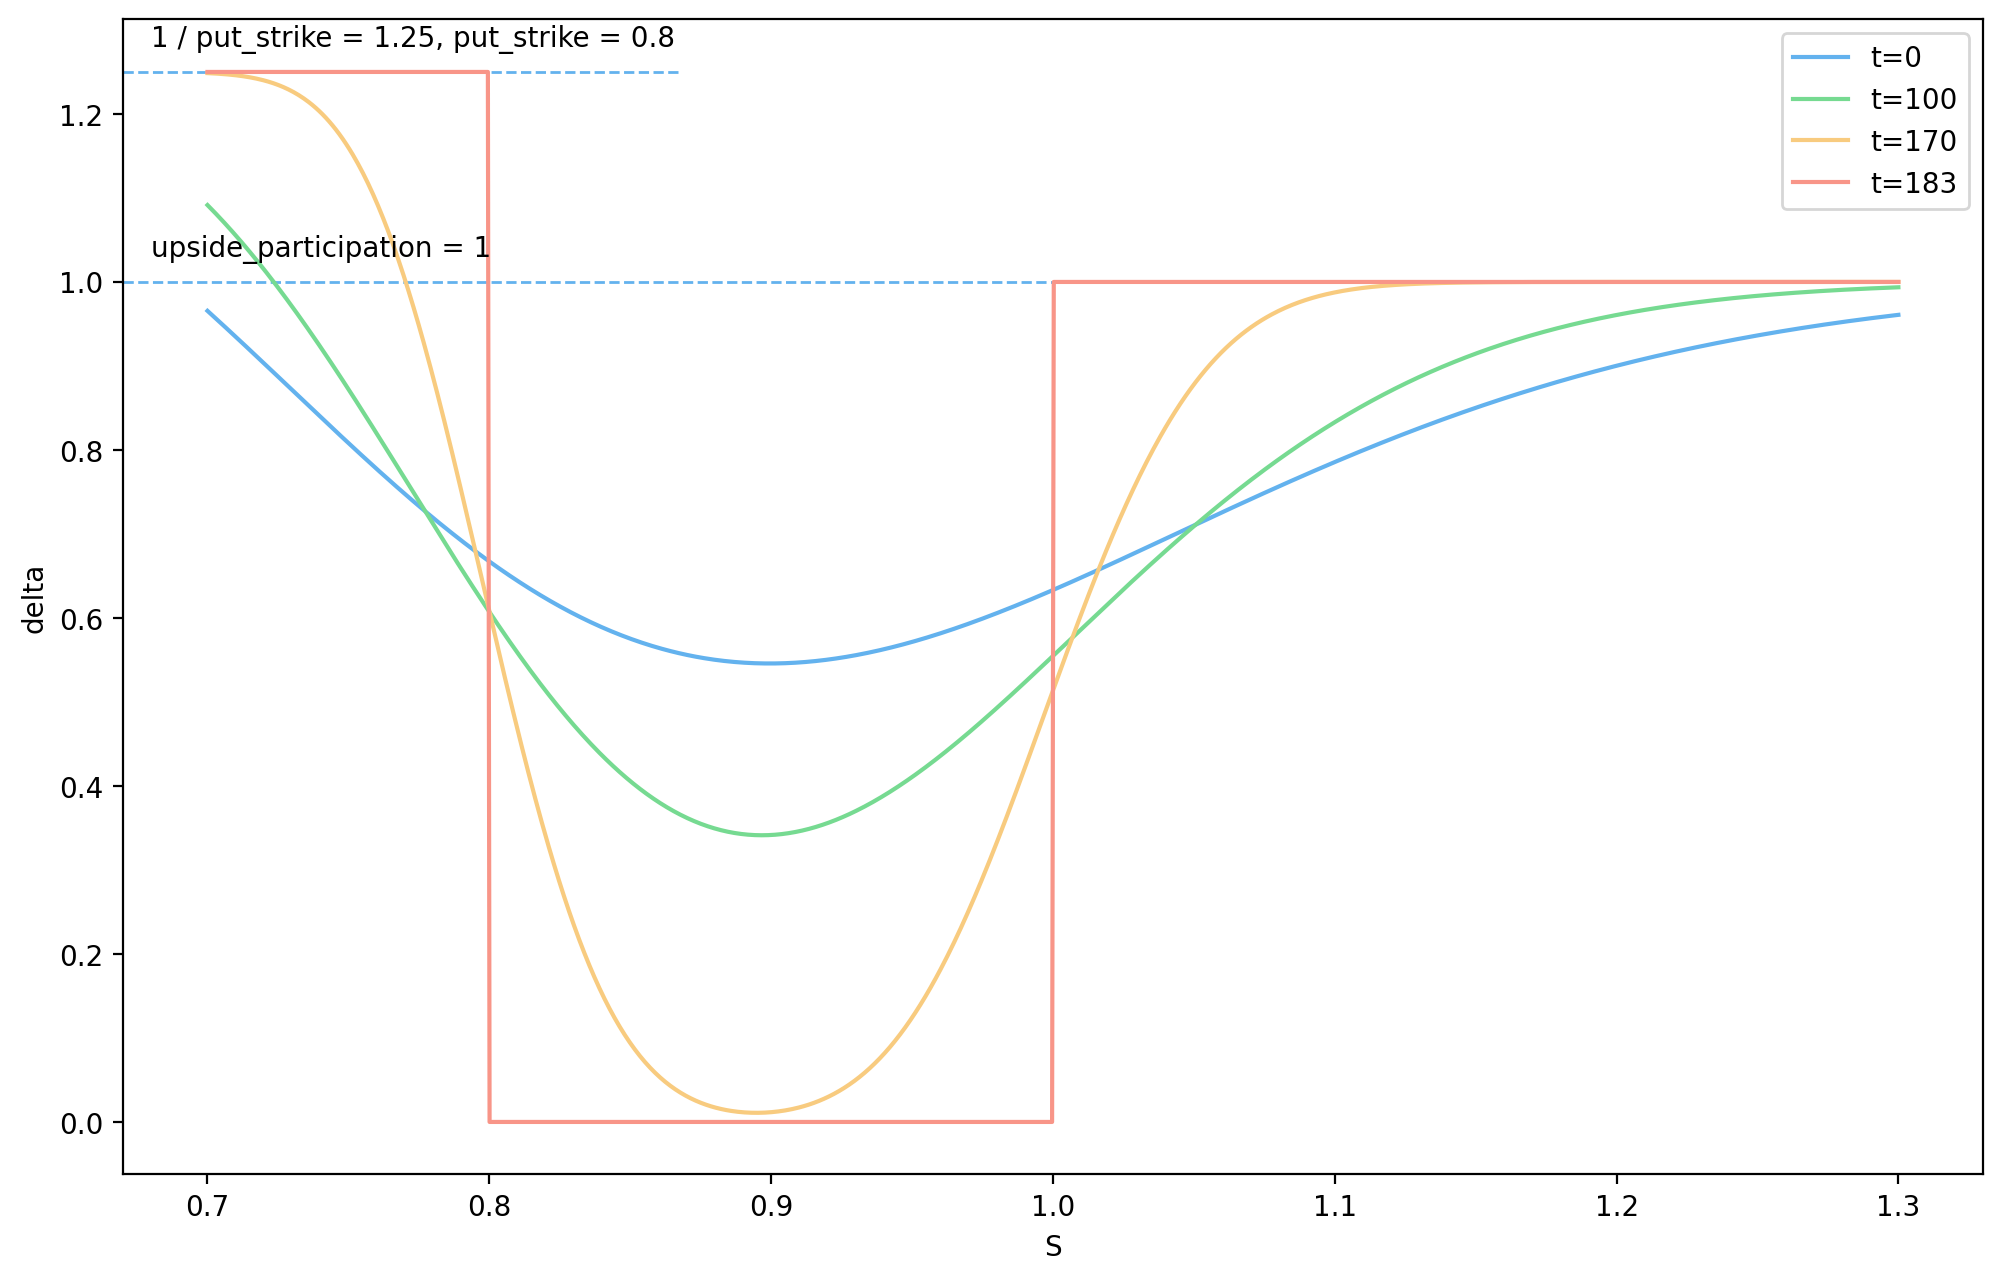 1 / put_strike = 1.25, put_strike = 0.8
t=0
t=100
t=170
t=183
upside_participation = 1
1.2
1.0
0.8
0.6
0.4
0.2
0.0
delta
0.7
0.8
0.9
1.0
1.1
1.2
1.3
S